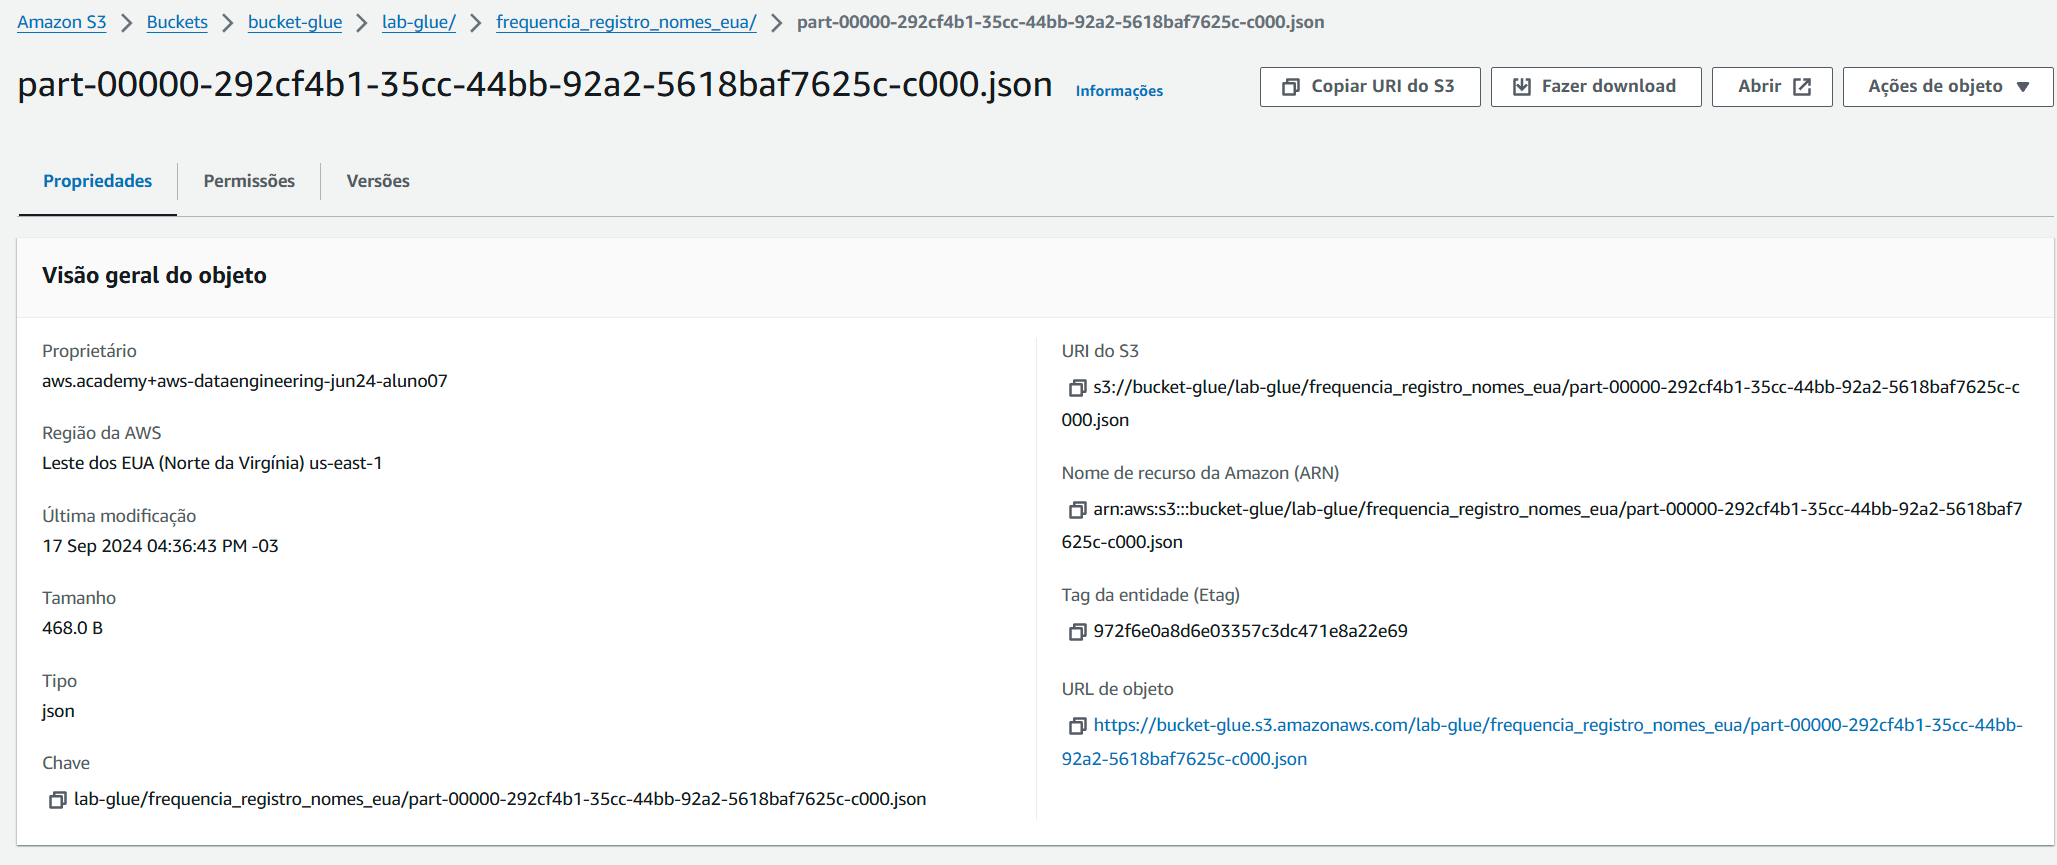 Amazon S3 > Buckets > bucket-glue > lab-glue/ > frequencia_registro_nomes_eua/ > part-00000-292cf4b1-35cc-44bb-92a2-5618baf7625c-c000.json
part-00000-292cf4b1-35cc-44bb-92a2-5618baf7625c-c000.json Informações
Copiar URI do S3 Fazer download Abrir Ações de objeto
Propriedades Permissões Versões
Visão geral do objeto
Proprietário
aws.academy+aws-dataengineering-jun24-aluno07
Região da AWS
Leste dos EUA (Norte da Virgínia) us-east-1
Última modificação
17 Sep 2024 04:36:43 PM -03
Tamanho
468.0 B
Tipo
json
Chave
lab-glue/frequencia_registro_nomes_eua/part-00000-292cf4b1-35cc-44bb-92a2-5618baf7625c-c000.json
URI do S3
s3://bucket-glue/lab-glue/frequencia_registro_nomes_eua/part-00000-292cf4b1-35cc-44bb-92a2-5618baf7625c-c
000.json
Nome de recurso da Amazon (ARN)
arn:aws:s3:::bucket-glue/lab-glue/frequencia_registro_nomes_eua/part-00000-292cf4b1-35cc-44bb-92a2-5618baf7
625c-c000.json
Tag da entidade (Etag)
972f6e0a8d6e03357c3dc471e8a22e69
URL de objeto
https://bucket-glue.s3.amazonaws.com/lab-glue/frequencia_registro_nomes_eua/part-00000-292cf4b1-35cc-44bb-
92a2-5618baf7625c-c000.json